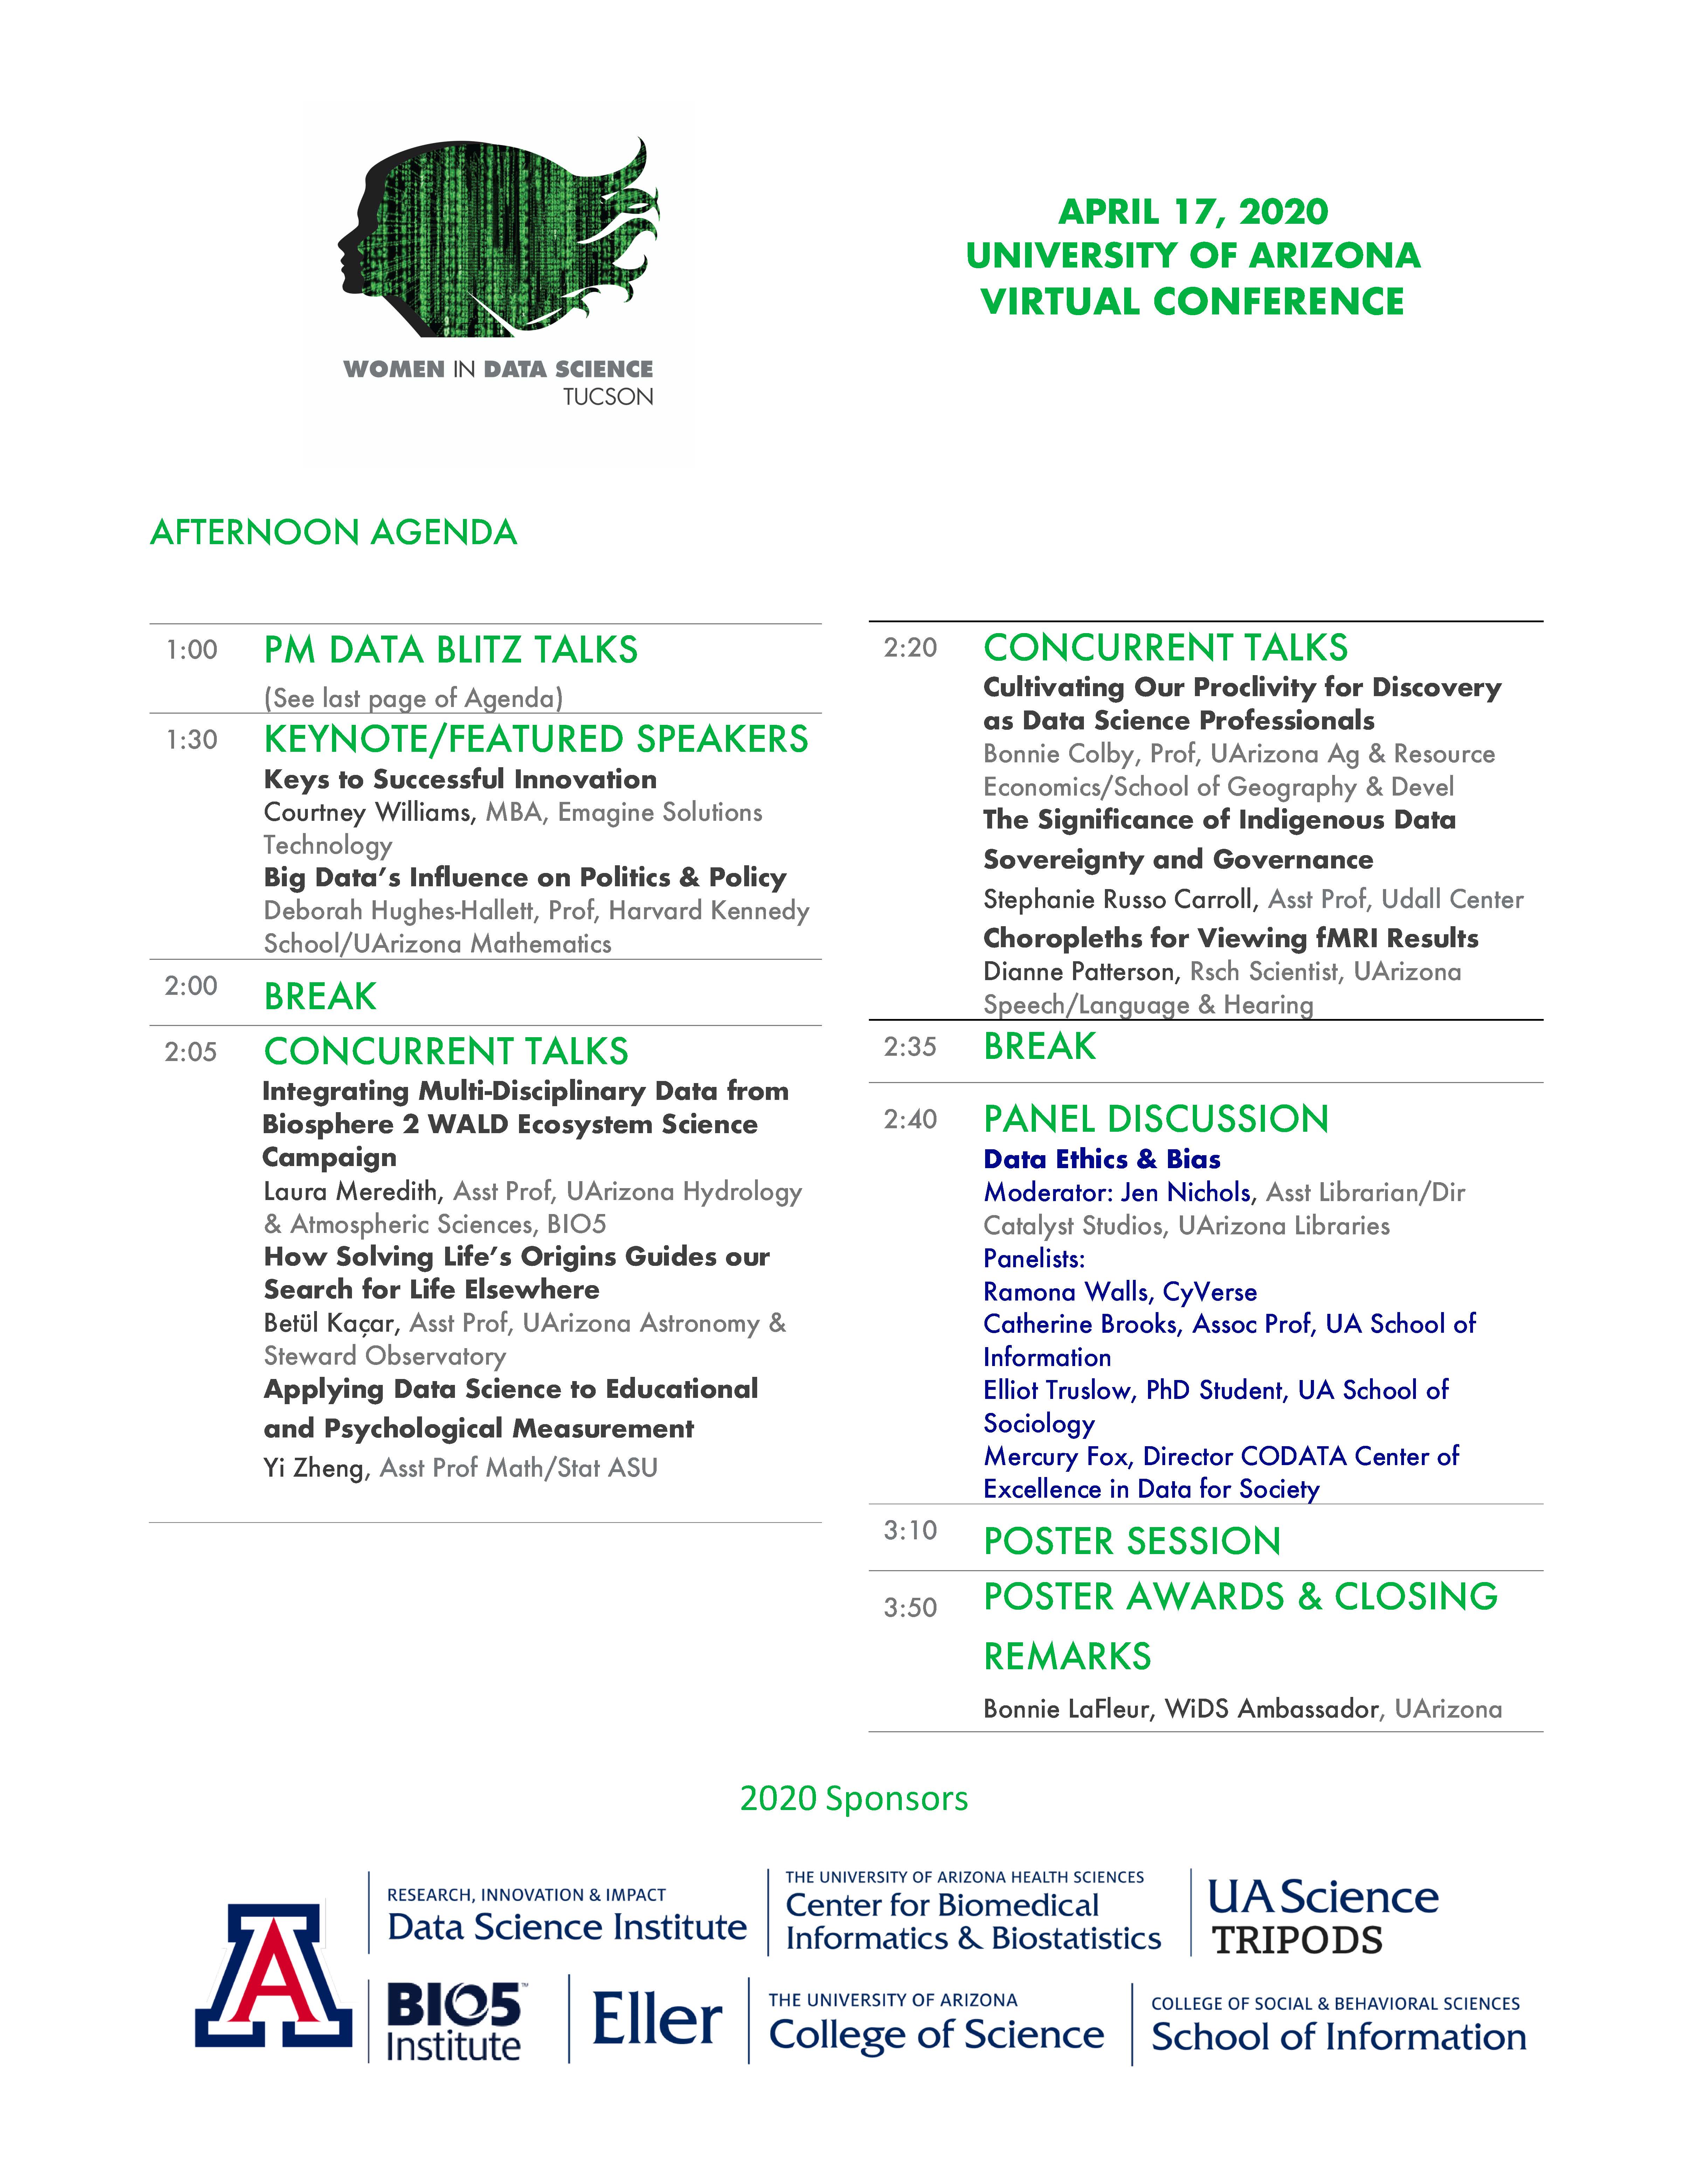 WOMEN IN DATA SCIENCE
TUCSON
APRIL 17, 2020
UNIVERSITY OF ARIZONA
VIRTUAL CONFERENCE
AFTERNOON AGENDA
1:00 PM DATA BLITZ TALKS
(See last page of Agenda)
1:30 KEYNOTE/FEATURED SPEAKERS
Keys to Successful Innovation
Courtney Williams, MBA, Emagine Solutions
Technology
Big Data’s Influence on Politics & Policy
Deborah Hughes-Hallett, Prof, Harvard Kennedy
School/UArizona Mathematics
2:00 BREAK
2:05 CONCURRENT TALKS
Integrating Multi-Disciplinary Data from
Biosphere 2 WALD Ecosystem Science
Campaign
Laura Meredith, Asst Prof, UArizona Hydrology
& Atmospheric Sciences, BIO5
How Solving Life’s Origins Guides our
Search for Life Elsewhere
Betül Kaçar, Asst Prof, UArizona Astronomy &
Steward Observatory
Applying Data Science to Educational
and Psychological Measurement
Yi Zheng, Asst Prof Math/Stat ASU
2:20 CONCURRENT TALKS
Cultivating Our Proclivity for Discovery
as Data Science Professionals
Bonnie Colby, Prof, UArizona Ag & Resource
Economics/School of Geography & Devel
The Significance of Indigenous Data
Sovereignty and Governance
Stephanie Russo Carroll, Asst Prof, Udall Center
Choropleths for Viewing fMRI Results
Dianne Patterson, Rsch Scientist, UArizona
Speech/Language & Hearing
2:35 BREAK
2:40 PANEL DISCUSSION
Data Ethics & Bias
Moderator: Jen Nichols, Asst Librarian/Dir
Catalyst Studios, UArizona Libraries
Panelists:
Ramona Walls, CyVerse
Catherine Brooks, Assoc Prof, UA School of
Information
Elliot Truslow, PhD Student, UA School of
Sociology
Mercury Fox, Director CODATA Center of
Excellence in Data for Society
3:10 POSTER SESSION
3:50 POSTER AWARDS & CLOSING
REMARKS
Bonnie LaFleur, WiDS Ambassador, UArizona
2020 Sponsors
A
RESEARCH, INNOVATION & IMPACT
Data Science Institute
THE UNIVERSITY OF ARIZONA HEALTH SCIENCES
Center for Biomedical
Informatics & Biostatistics
UA Science
TRIPODS
BIO5™
Institute
Eller
THE UNIVERSITY OF ARIZONA
College of Science
COLLEGE OF SOCIAL & BEHAVIORAL SCIENCES
School of Information